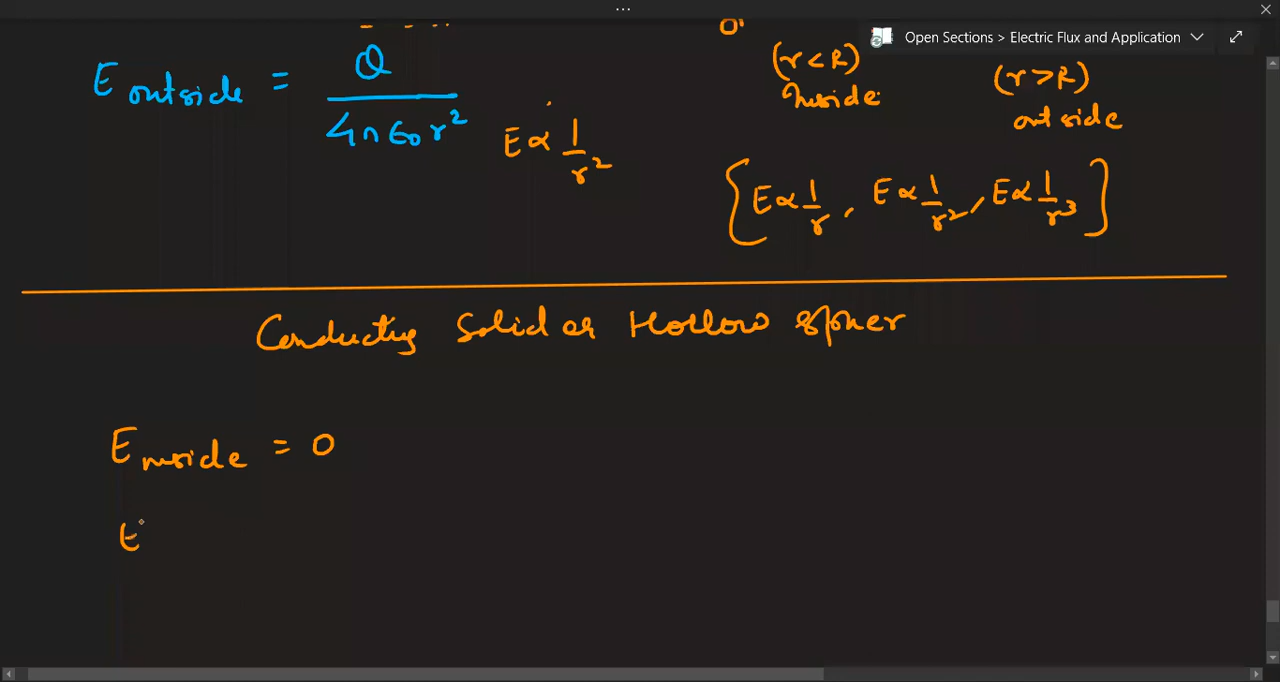 ...
Open Sections > Electric Flux and Application
E outside = Q / 4πε₀r²
E ∝ 1/r²
(r<R)
Inside
(r>R)
outside
{E ∝ 1/r, E ∝ 1/r², E ∝ 1/r³}
Conducting Solid or Hollow spher
E inside = 0
E